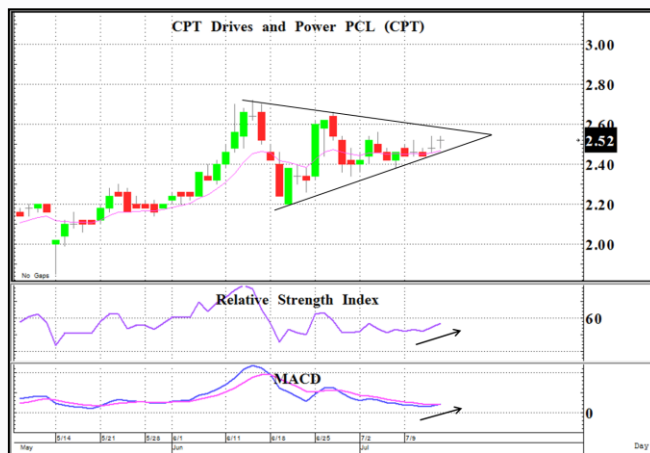 CPT Drives and Power PCL (CPT)
3.00
2.80
2.60
2.52
2.40
2.20
2.00
No Gaps
Relative Strength Index
60
MACD
0
5/14 5/21 5/28 6/1 6/11 6/18 6/25 7/2 7/9
May Jun Jul
Day